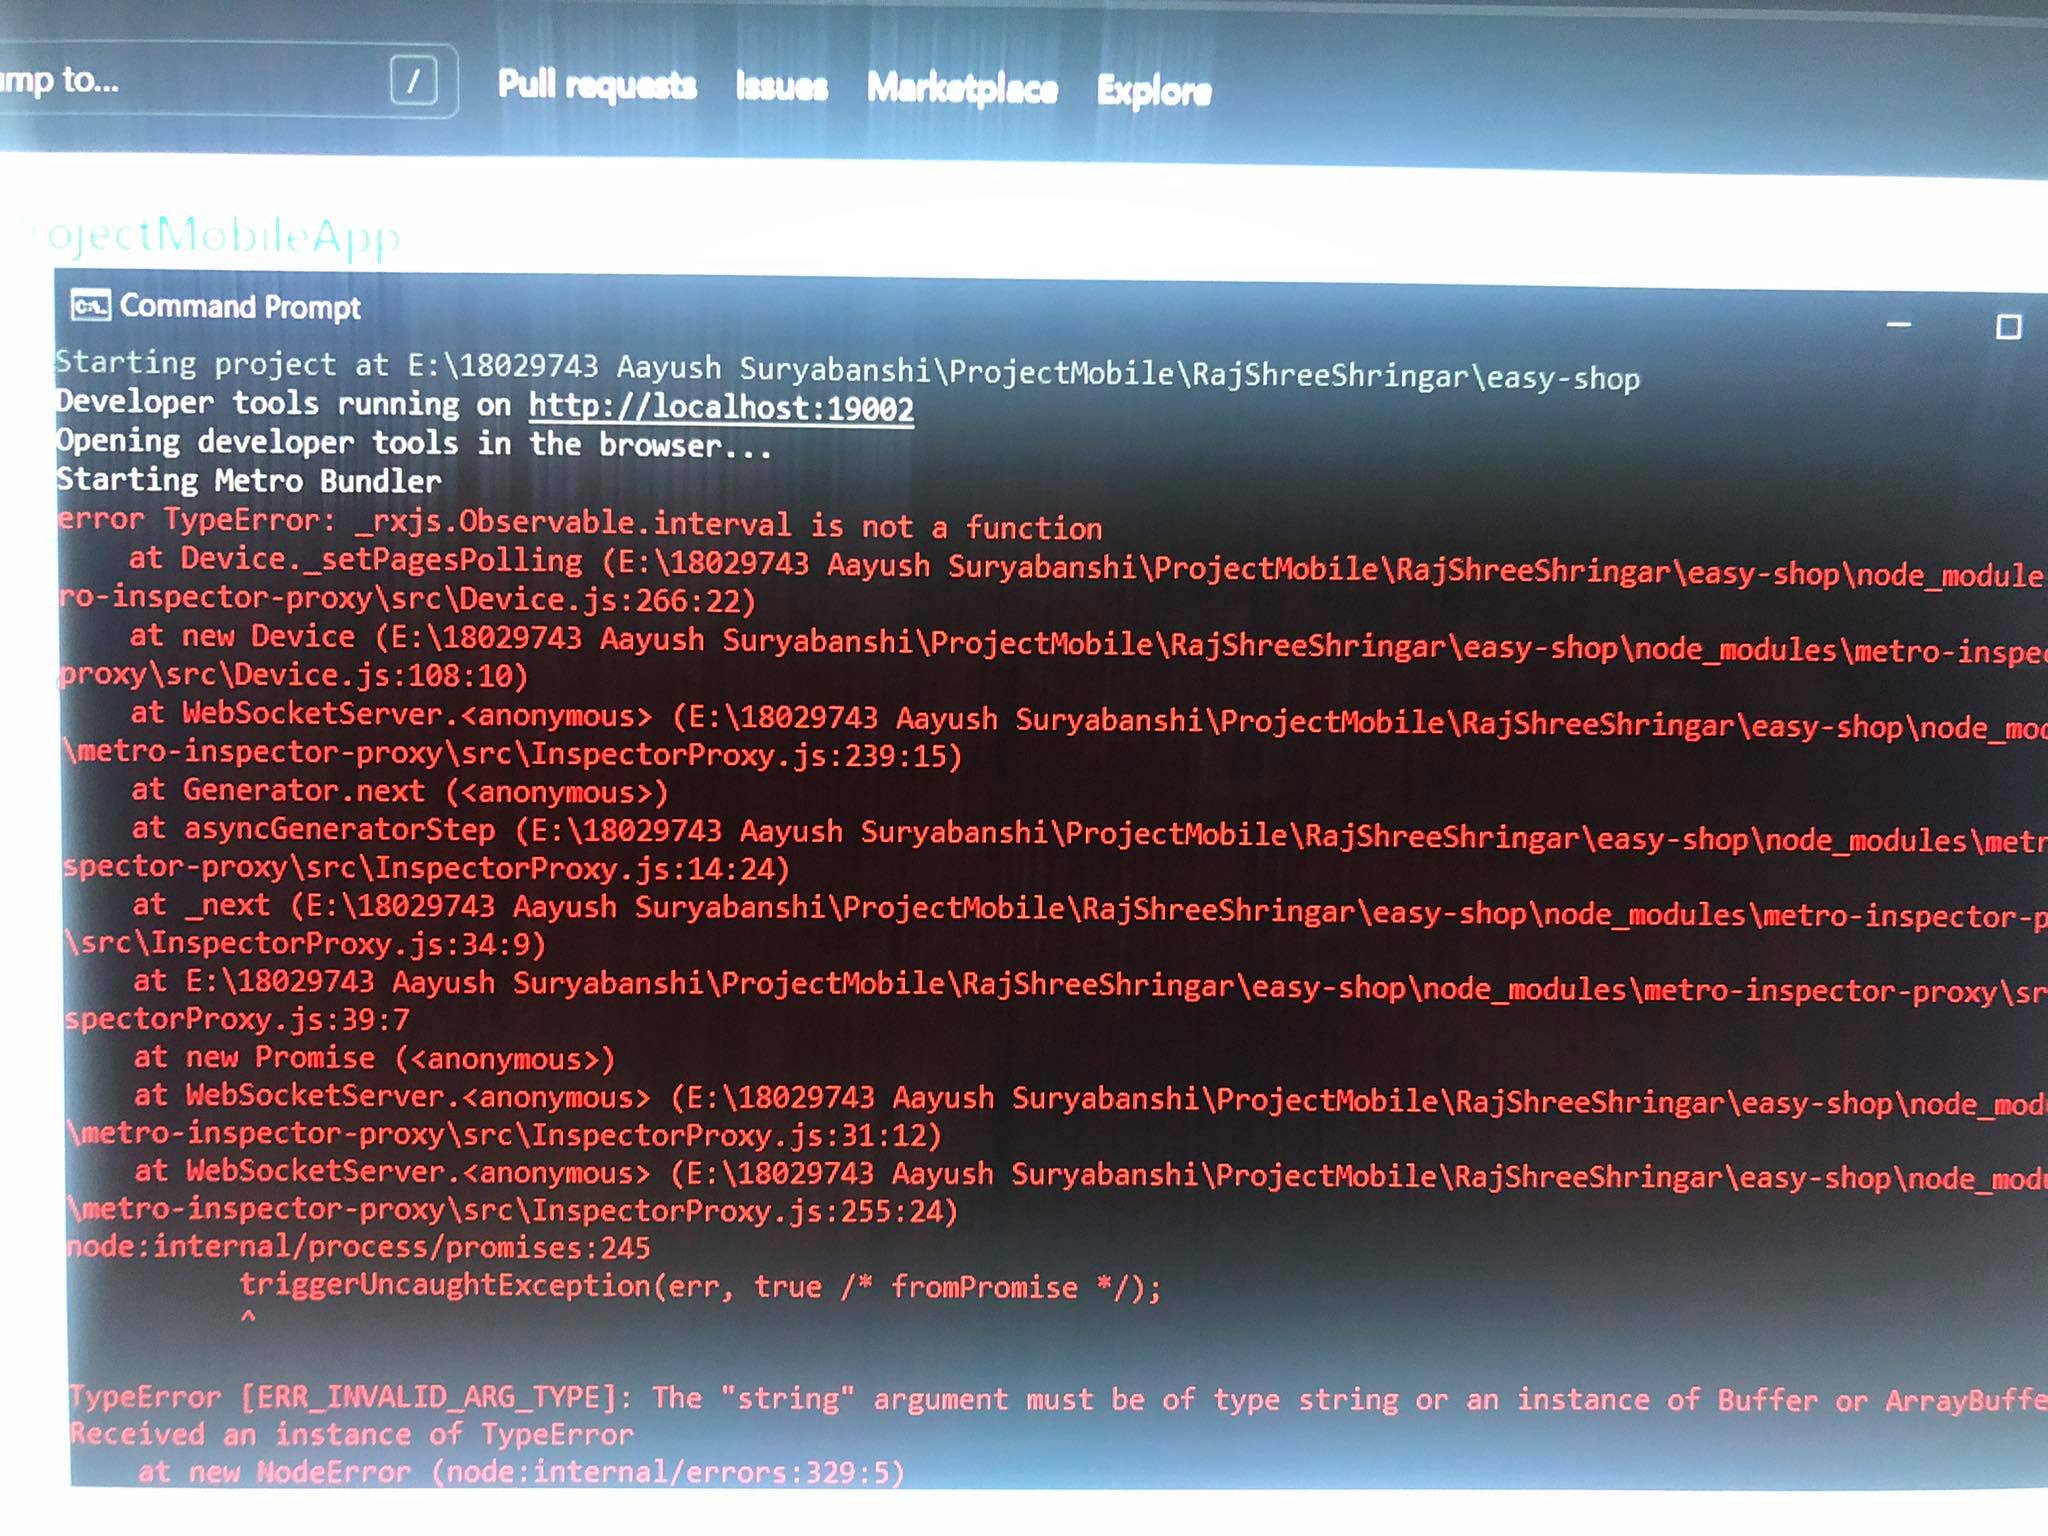 mp to... /
Pull requests Issues Marketplace Explore
ojectMobileApp
Command Prompt
Starting project at E:\18029743 Aayush Suryabanshi\ProjectMobile\RajShreeShringar\easy-shop
Developer tools running on http://localhost:19002
Opening developer tools in the browser...
Starting Metro Bundler
error TypeError: _rxjs.Observable.interval is not a function
at Device._setPagesPolling (E:\18029743 Aayush Suryabanshi\ProjectMobile\RajShreeShringar\easy-shop\node_module
ro-inspector-proxy\src\Device.js:266:22)
at new Device (E:\18029743 Aayush Suryabanshi\ProjectMobile\RajShreeShringar\easy-shop\node_modules\metro-inspec
proxy\src\Device.js:108:10)
at WebSocketServer.<anonymous> (E:\18029743 Aayush Suryabanshi\ProjectMobile\RajShreeShringar\easy-shop\node_mod
\metro-inspector-proxy\src\InspectorProxy.js:239:15)
at Generator.next (<anonymous>)
at asyncGeneratorStep (E:\18029743 Aayush Suryabanshi\ProjectMobile\RajShreeShringar\easy-shop\node_modules\metr
spector-proxy\src\InspectorProxy.js:14:24)
at _next (E:\18029743 Aayush Suryabanshi\ProjectMobile\RajShreeShringar\easy-shop\node_modules\metro-inspector-p
\src\InspectorProxy.js:34:9)
at E:\18029743 Aayush Suryabanshi\ProjectMobile\RajShreeShringar\easy-shop\node_modules\metro-inspector-proxy\sr
spectorProxy.js:39:7
at new Promise (<anonymous>)
at WebSocketServer.<anonymous> (E:\18029743 Aayush Suryabanshi\ProjectMobile\RajShreeShringar\easy-shop\node_mod
\metro-inspector-proxy\src\InspectorProxy.js:31:12)
at WebSocketServer.<anonymous> (E:\18029743 Aayush Suryabanshi\ProjectMobile\RajShreeShringar\easy-shop\node_mod
\metro-inspector-proxy\src\InspectorProxy.js:255:24)
node:internal/process/promises:245
triggerUncaughtException(err, true /* fromPromise */);
^
TypeError [ERR_INVALID_ARG_TYPE]: The "string" argument must be of type string or an instance of Buffer or ArrayBuffe
Received an instance of TypeError
at new NodeError (node:internal/errors:329:5)